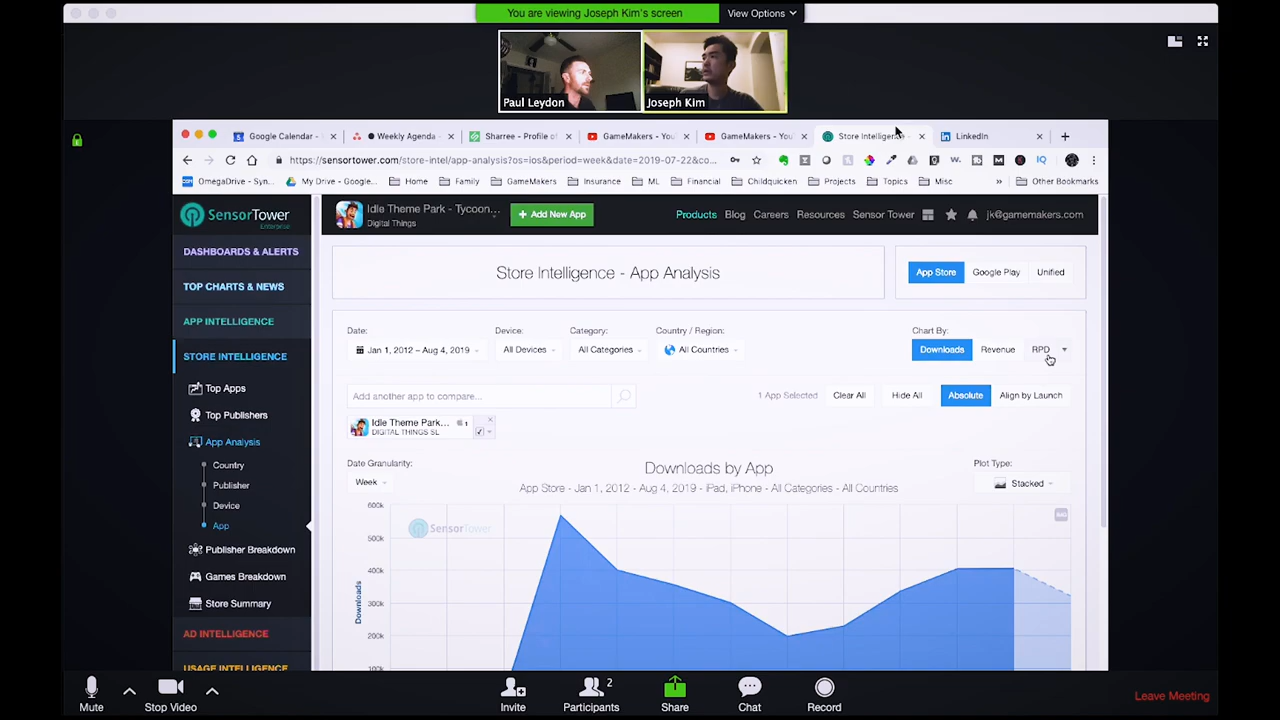 You are viewing Joseph Kim's screen
View Options
Paul Leydon
Joseph Kim
Google Calendar -
Weekly Agenda -
Sharree - Profile of
GameMakers - You
GameMakers - You
Store Intelligence
LinkedIn
https://sensortower.com/store-intel/app-analysis?os=ios&period=week&date=2019-07-22&co...
OmegaDrive - Syn...
My Drive - Google...
Home
Family
GameMakers
Insurance
ML
Financial
Childquicken
Projects
Topics
Misc
»
Other Bookmarks
SensorTower
Enterprise
Idle Theme Park - Tycoon...
Digital Things
+ Add New App
Products
Blog
Careers
Resources
Sensor Tower
jk@gamemakers.com
DASHBOARDS & ALERTS
TOP CHARTS & NEWS
APP INTELLIGENCE
STORE INTELLIGENCE
Top Apps
Top Publishers
App Analysis
Country
Publisher
Device
App
Publisher Breakdown
Games Breakdown
Store Summary
AD INTELLIGENCE
USAGE INTELLIGENCE
Store Intelligence - App Analysis
App Store
Google Play
Unified
Date:
Device:
Category:
Country / Region:
Chart By:
Jan 1, 2012 – Aug 4, 2019
All Devices
All Categories
All Countries
Downloads
Revenue
RPD
Add another app to compare...
1 App Selected
Clear All
Hide All
Absolute
Align by Launch
Idle Theme Park...
1
DIGITAL THINGS SL
Date Granularity:
Week
Downloads by App
App Store - Jan 1, 2012 - Aug 4, 2019 - iPad, iPhone - All Categories - All Countries
Plot Type:
Stacked
SensorTower
600k
500k
400k
300k
200k
100k
Downloads
Mute
Stop Video
Invite
2
Participants
Share
Chat
Record
Leave Meeting